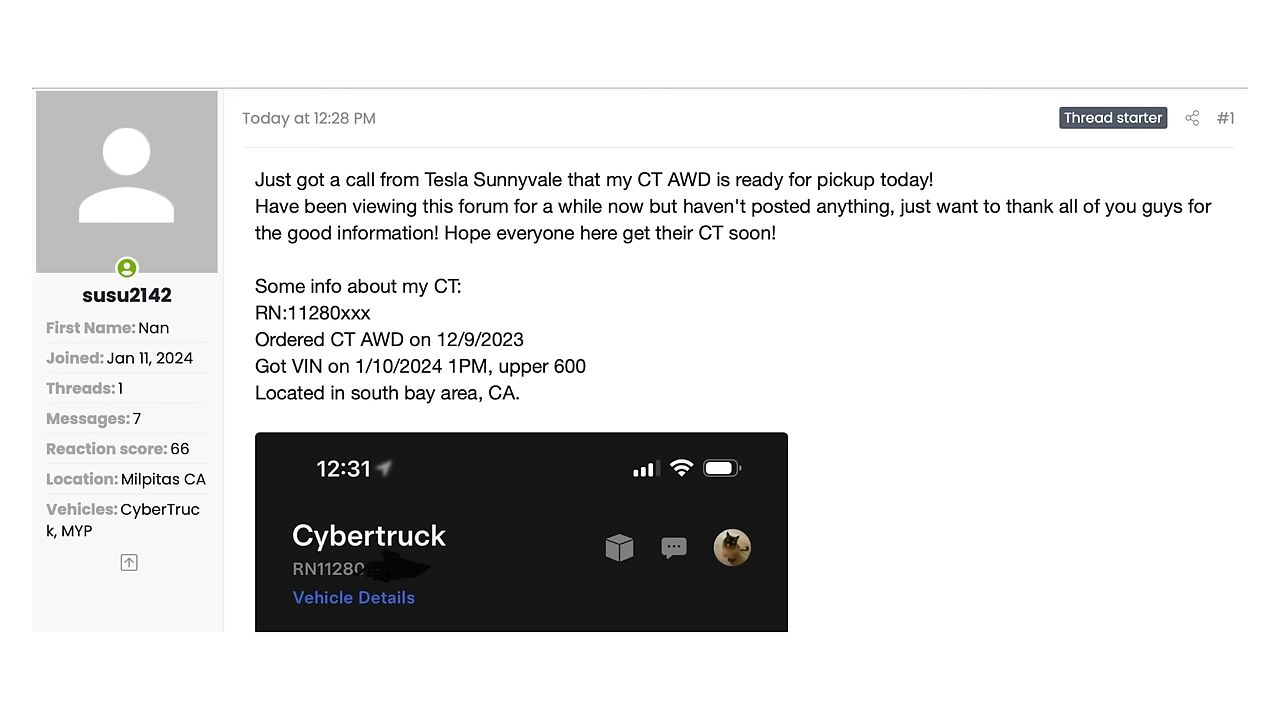 Today at 12:28 PM
Thread starter
#1
susu2142
First Name: Nan
Joined: Jan 11, 2024
Threads: 1
Messages: 7
Reaction score: 66
Location: Milpitas CA
Vehicles: CyberTruc
k, MYP
Just got a call from Tesla Sunnyvale that my CT AWD is ready for pickup today!
Have been viewing this forum for a while now but haven't posted anything, just want to thank all of you guys for
the good information! Hope everyone here get their CT soon!
Some info about my CT:
RN:11280xxx
Ordered CT AWD on 12/9/2023
Got VIN on 1/10/2024 1PM, upper 600
Located in south bay area, CA.
12:31
Cybertruck
RN11280
Vehicle Details